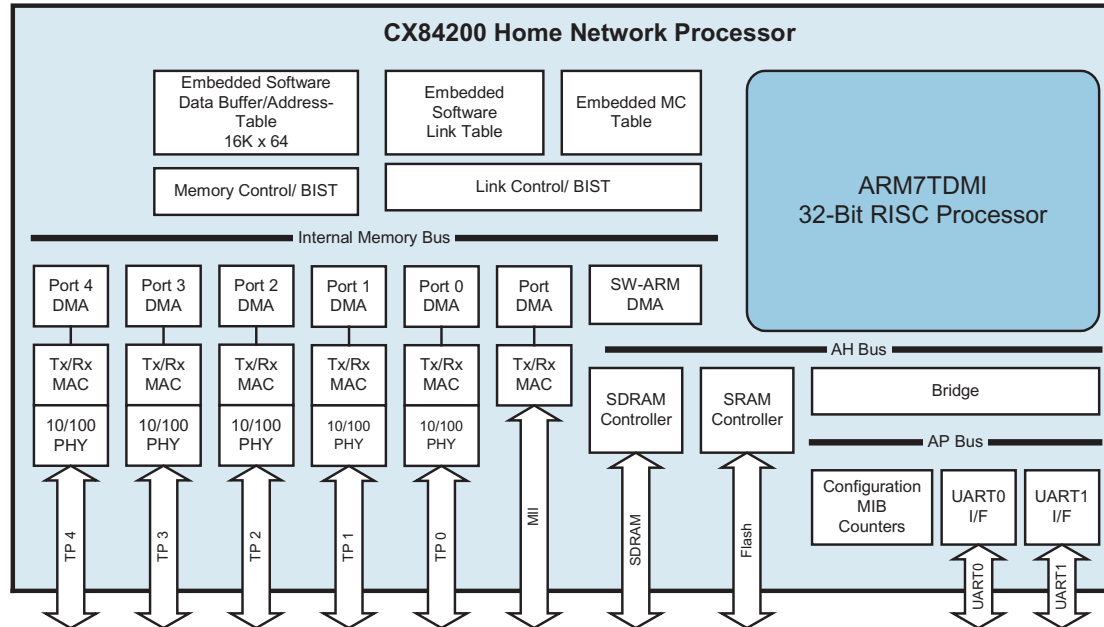 CX84200 Home Network Processor
Embedded Software
Data Buffer/Address-
Table
16K x 64
Embedded
Software
Link Table
Embedded MC
Table
Memory Control/ BIST
Link Control/ BIST
ARM7TDMI
32-Bit RISC Processor
Internal Memory Bus
Port 4
DMA
Port 3
DMA
Port 2
DMA
Port 1
DMA
Port 0
DMA
Port
DMA
SW-ARM
DMA
Tx/Rx
MAC
Tx/Rx
MAC
Tx/Rx
MAC
Tx/Rx
MAC
Tx/Rx
MAC
Tx/Rx
MAC
10/100
PHY
10/100
PHY
10/100
PHY
10/100
PHY
10/100
PHY
AH Bus
SDRAM
Controller
SRAM
Controller
Bridge
AP Bus
Configuration
MIB
Counters
UART0
I/F
UART1
I/F
TP 4
TP 3
TP 2
TP 1
TP 0
MII
SDRAM
Flash
UART0
UART1